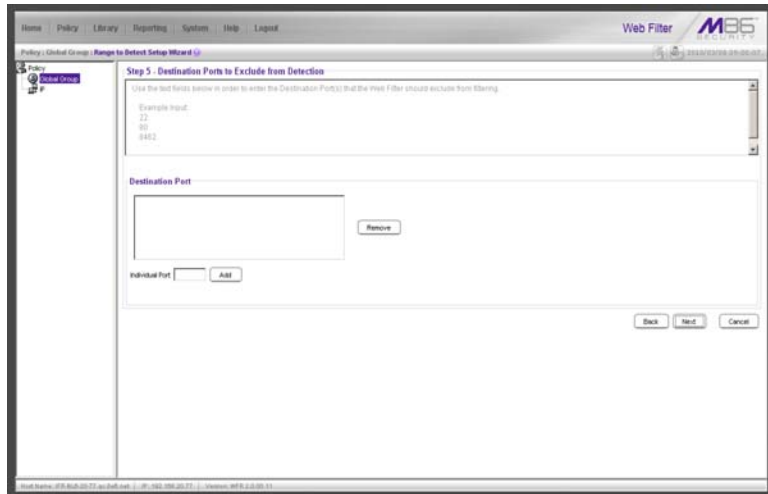 Home Policy Library Reporting System Help Logout
Web Filter M86 SECURITY
Policy : Global Group : Range to Detect Setup Wizard
Policy
Global Group
IP
Step 5 - Destination Ports to Exclude from Detection
Use the text fields below in order to enter the Destination Port(s) that the Web Filter should exclude from filtering.
Example Input:
22
80
8462
Destination Port
Remove
Individual Port
Add
Back Next Cancel